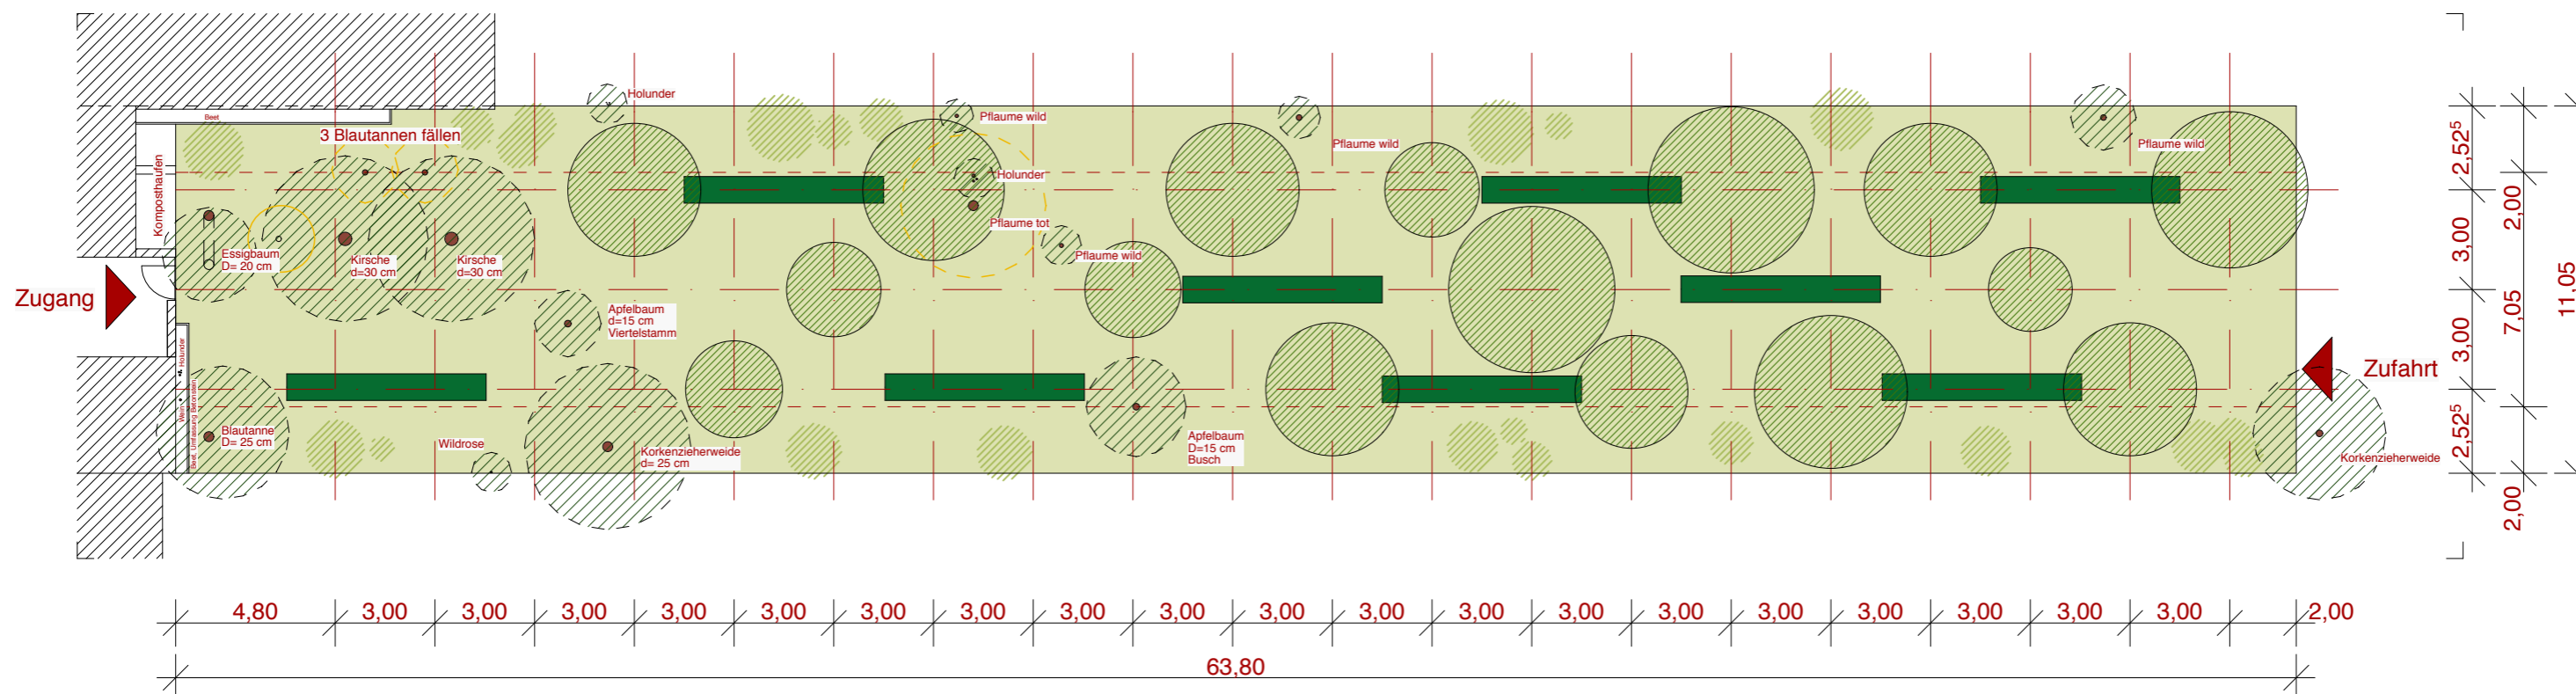 Holunder
Beet
3 Blautannen fällen
Pflaume wild
Pflaume wild
Pflaume wild
Komposthaufen
Holunder
Pflaume tot
Pflaume wild
Essigbaum
D= 20 cm
Kirsche
d=30 cm
Kirsche
d=30 cm
Zugang
Apfelbaum
d=15 cm
Viertelstamm
Holunder
Wein
Beet, Umfassung Betonstein
Blautanne
D= 25 cm
Wildrose
Korkenzieherweide
d= 25 cm
Apfelbaum
D=15 cm
Busch
Zufahrt
Korkenzieherweide
2,52⁵
3,00
3,00
2,52⁵
2,00
7,05
2,00
11,05
4,80 3,00 3,00 3,00 3,00 3,00 3,00 3,00 3,00 3,00 3,00 3,00 3,00 3,00 3,00 3,00 3,00 3,00 3,00 3,00 2,00
63,80